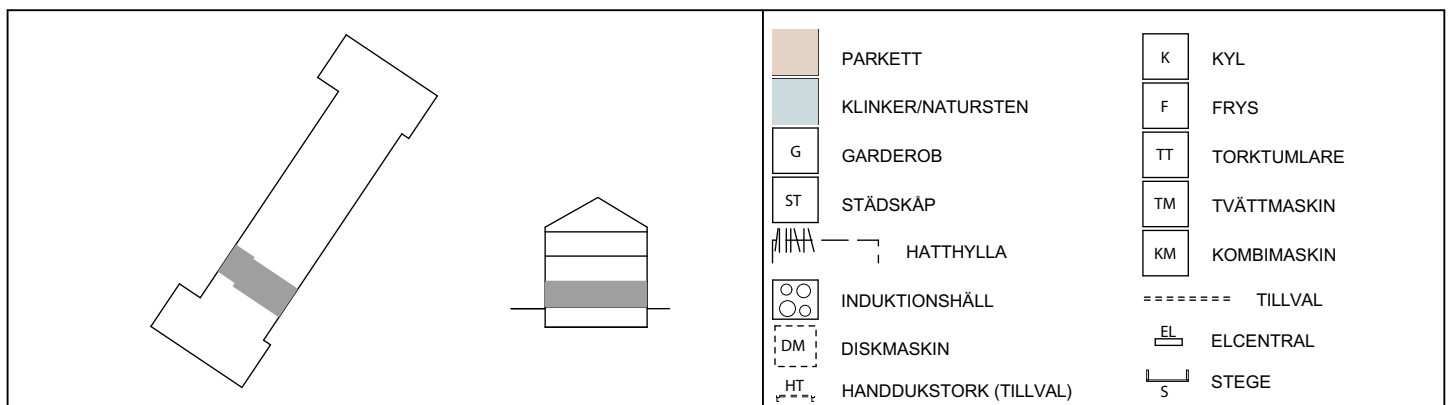 PARKETT
KLINKER/NATURSTEN
G GARDEROB
ST STÄDSKÅP
HATTHYLLA
INDUKTIONSHÄLL
DM DISKMASKIN
HT HANDDUKSTORK (TILLVAL)
K KYL
F FRYS
TT TORKTUMLARE
TM TVÄTTMASKIN
KM KOMBIMASKIN
TILLVAL
EL ELCENTRAL
S STEGE